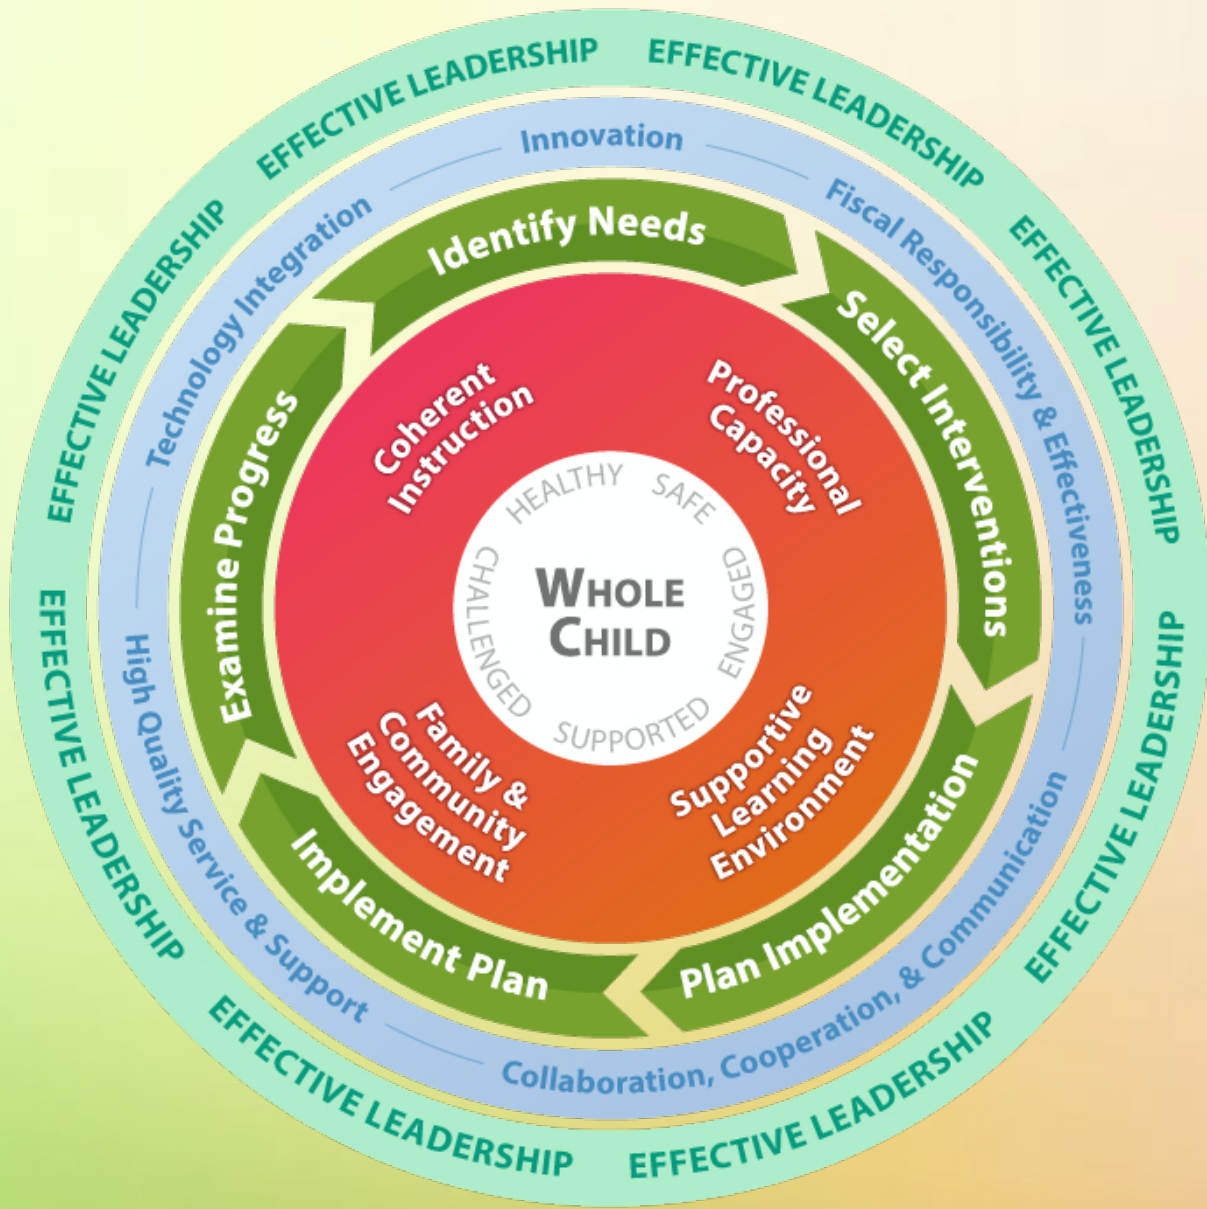 EFFECTIVE LEADERSHIP
EFFECTIVE LEADERSHIP
EFFECTIVE LEADERSHIP
EFFECTIVE LEADERSHIP
EFFECTIVE LEADERSHIP
EFFECTIVE LEADERSHIP
EFFECTIVE LEADERSHIP
EFFECTIVE LEADERSHIP
Innovation
Fiscal Responsibility & Effectiveness
Collaboration, Cooperation, & Communication
High Quality Service & Support
Technology Integration
Identify Needs
Select Interventions
Plan Implementation
Implement Plan
Examine Progress
Coherent
Instruction
Professional
Capacity
Supportive
Learning
Environment
Family &
Community
Engagement
HEALTHY
SAFE
ENGAGED
SUPPORTED
CHALLENGED
WHOLE
CHILD